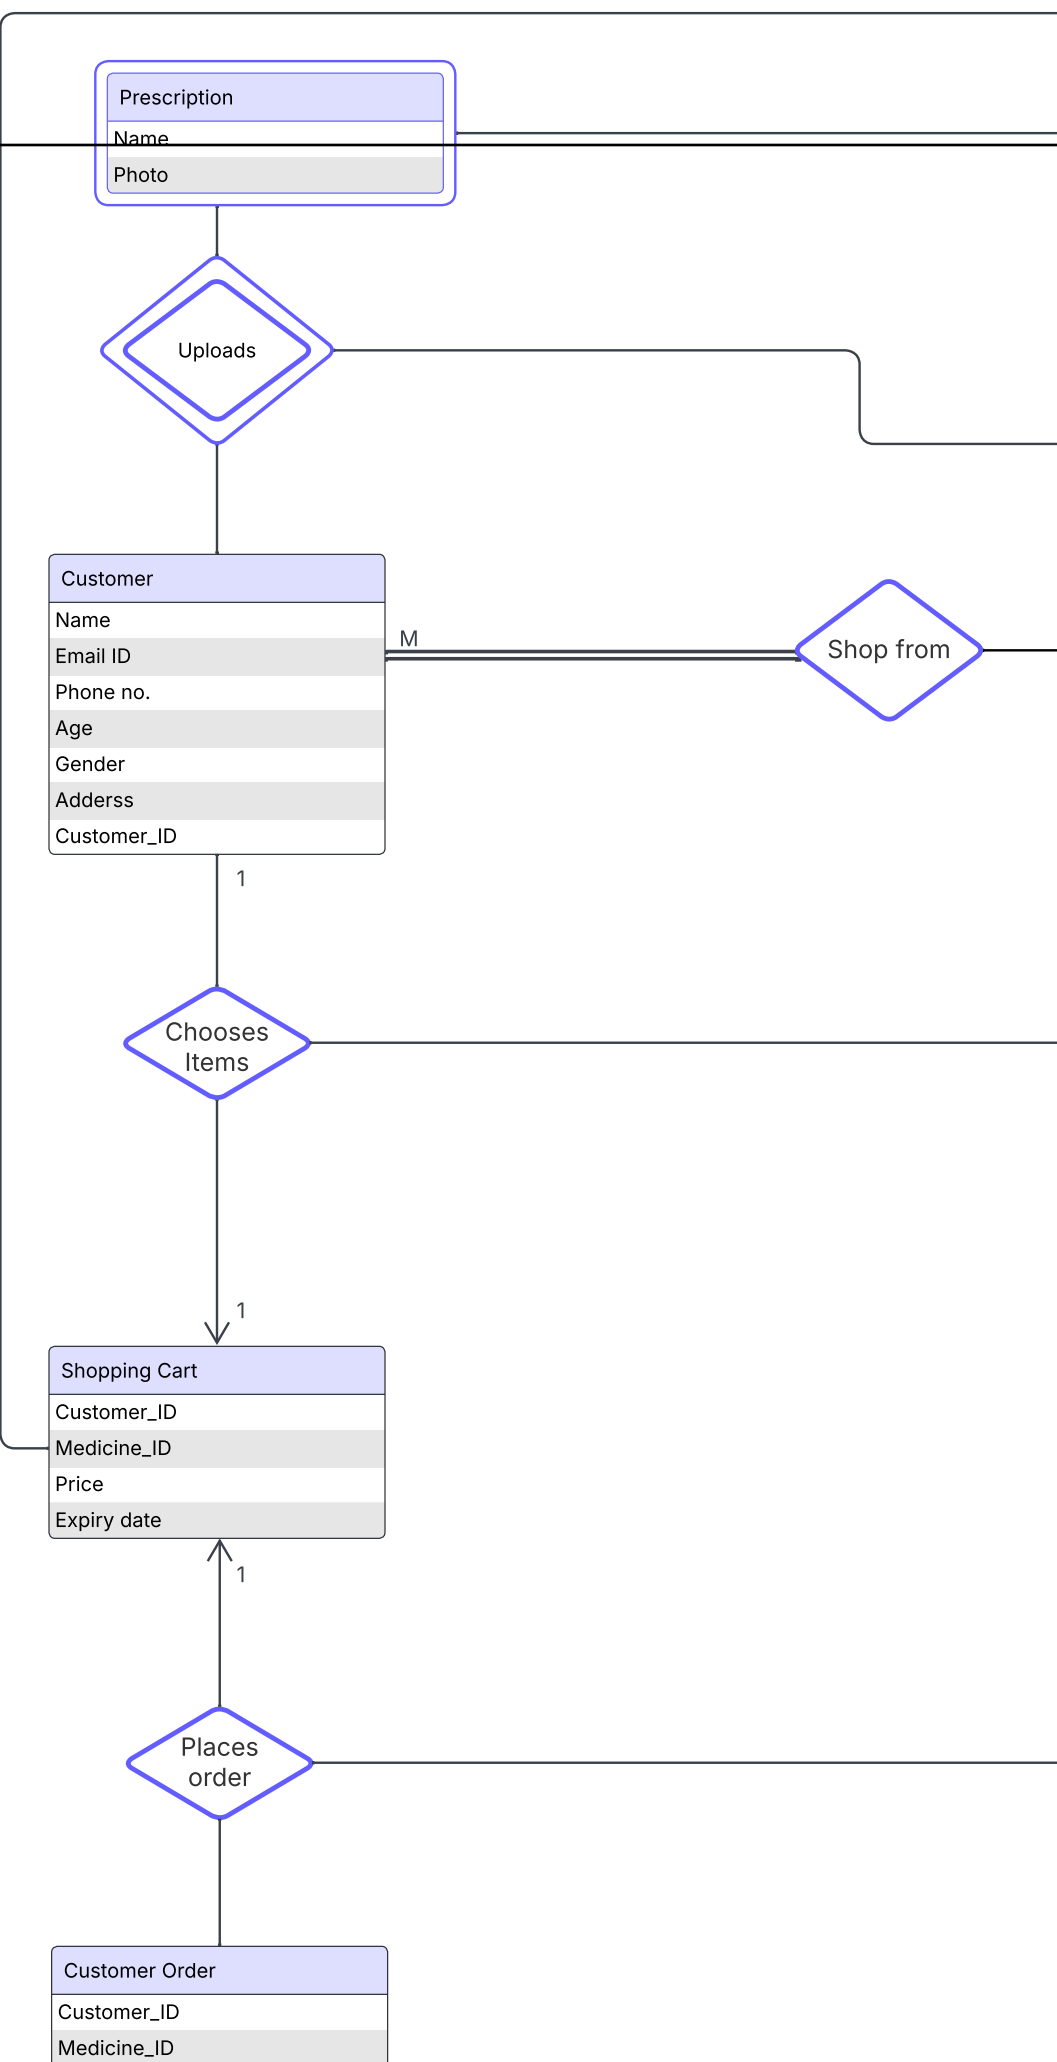 Prescription
Name
Photo
Uploads
Customer
Name
Email ID
Phone no.
Age
Gender
Adderss
Customer_ID
M
Shop from
1
Chooses
Items
1
Shopping Cart
Customer_ID
Medicine_ID
Price
Expiry date
1
Places
order
Customer Order
Customer_ID
Medicine_ID